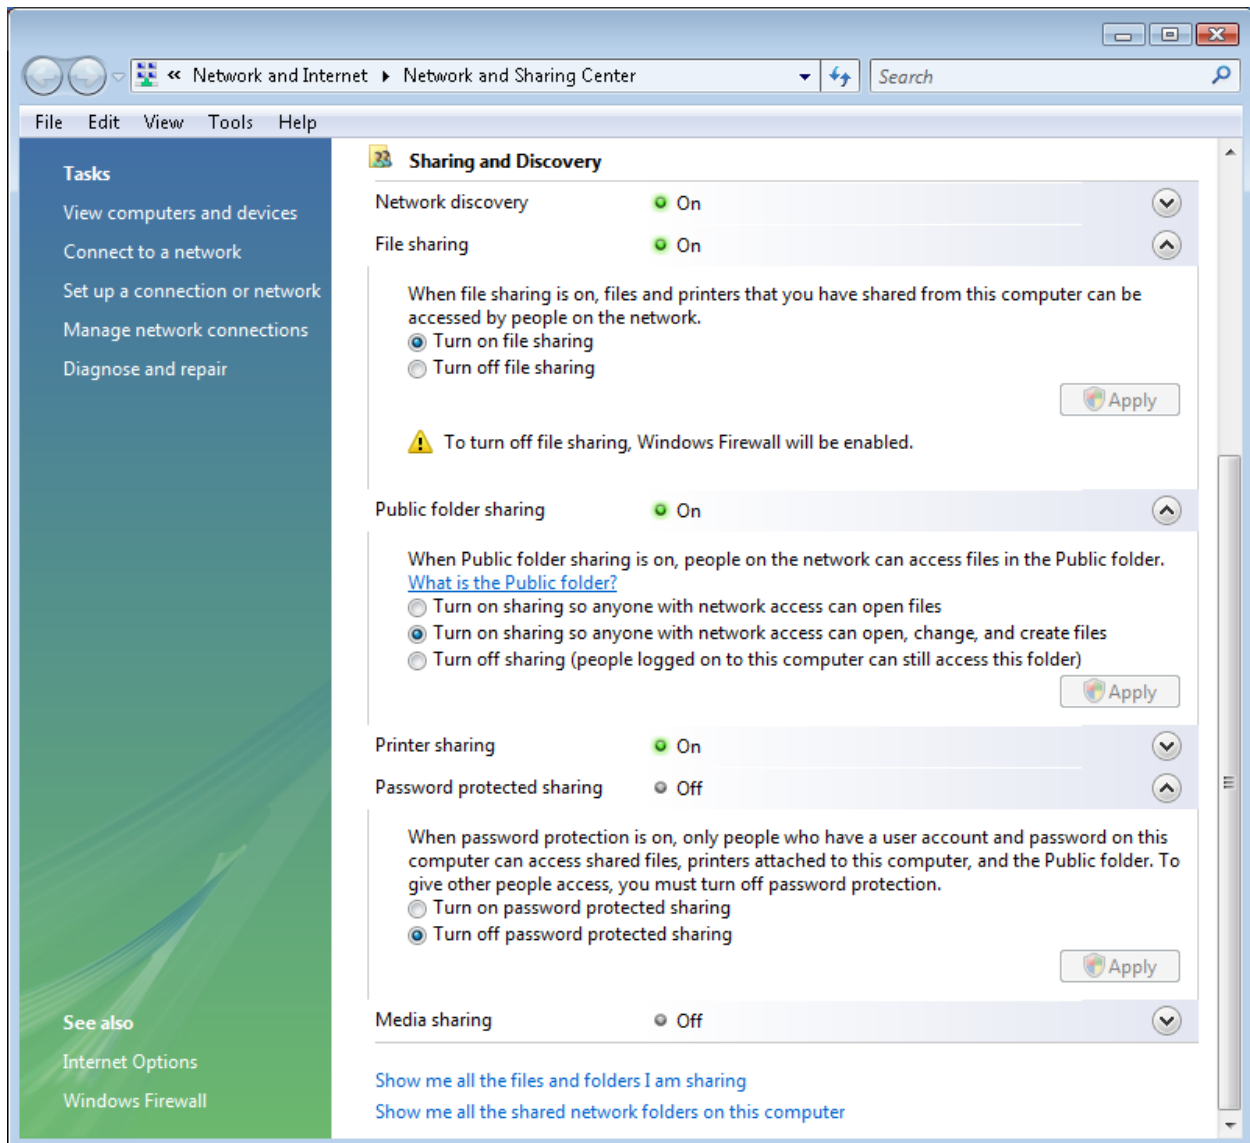 « Network and Internet ▸ Network and Sharing Center
Search
File Edit View Tools Help
Tasks
View computers and devices
Connect to a network
Set up a connection or network
Manage network connections
Diagnose and repair
See also
Internet Options
Windows Firewall
Sharing and Discovery
Network discovery On
File sharing On
When file sharing is on, files and printers that you have shared from this computer can be
accessed by people on the network.
Turn on file sharing
Turn off file sharing
Apply
To turn off file sharing, Windows Firewall will be enabled.
Public folder sharing On
When Public folder sharing is on, people on the network can access files in the Public folder.
What is the Public folder?
Turn on sharing so anyone with network access can open files
Turn on sharing so anyone with network access can open, change, and create files
Turn off sharing (people logged on to this computer can still access this folder)
Apply
Printer sharing On
Password protected sharing Off
When password protection is on, only people who have a user account and password on this
computer can access shared files, printers attached to this computer, and the Public folder. To
give other people access, you must turn off password protection.
Turn on password protected sharing
Turn off password protected sharing
Apply
Media sharing Off
Show me all the files and folders I am sharing
Show me all the shared network folders on this computer